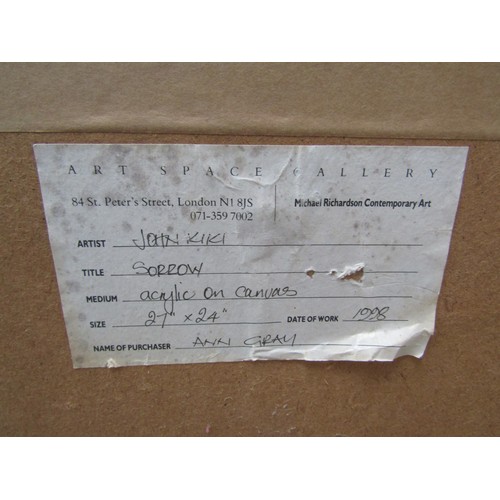 ART SPACE GALLERY
84 St. Peter's Street, London N1 8JS
071-359 7002
Michael Richardson Contemporary Art
ARTIST JOHN KIKI
TITLE SORROW
MEDIUM acrylic on canvas
SIZE 27" x 24" DATE OF WORK 1998
NAME OF PURCHASER ANN GRAY